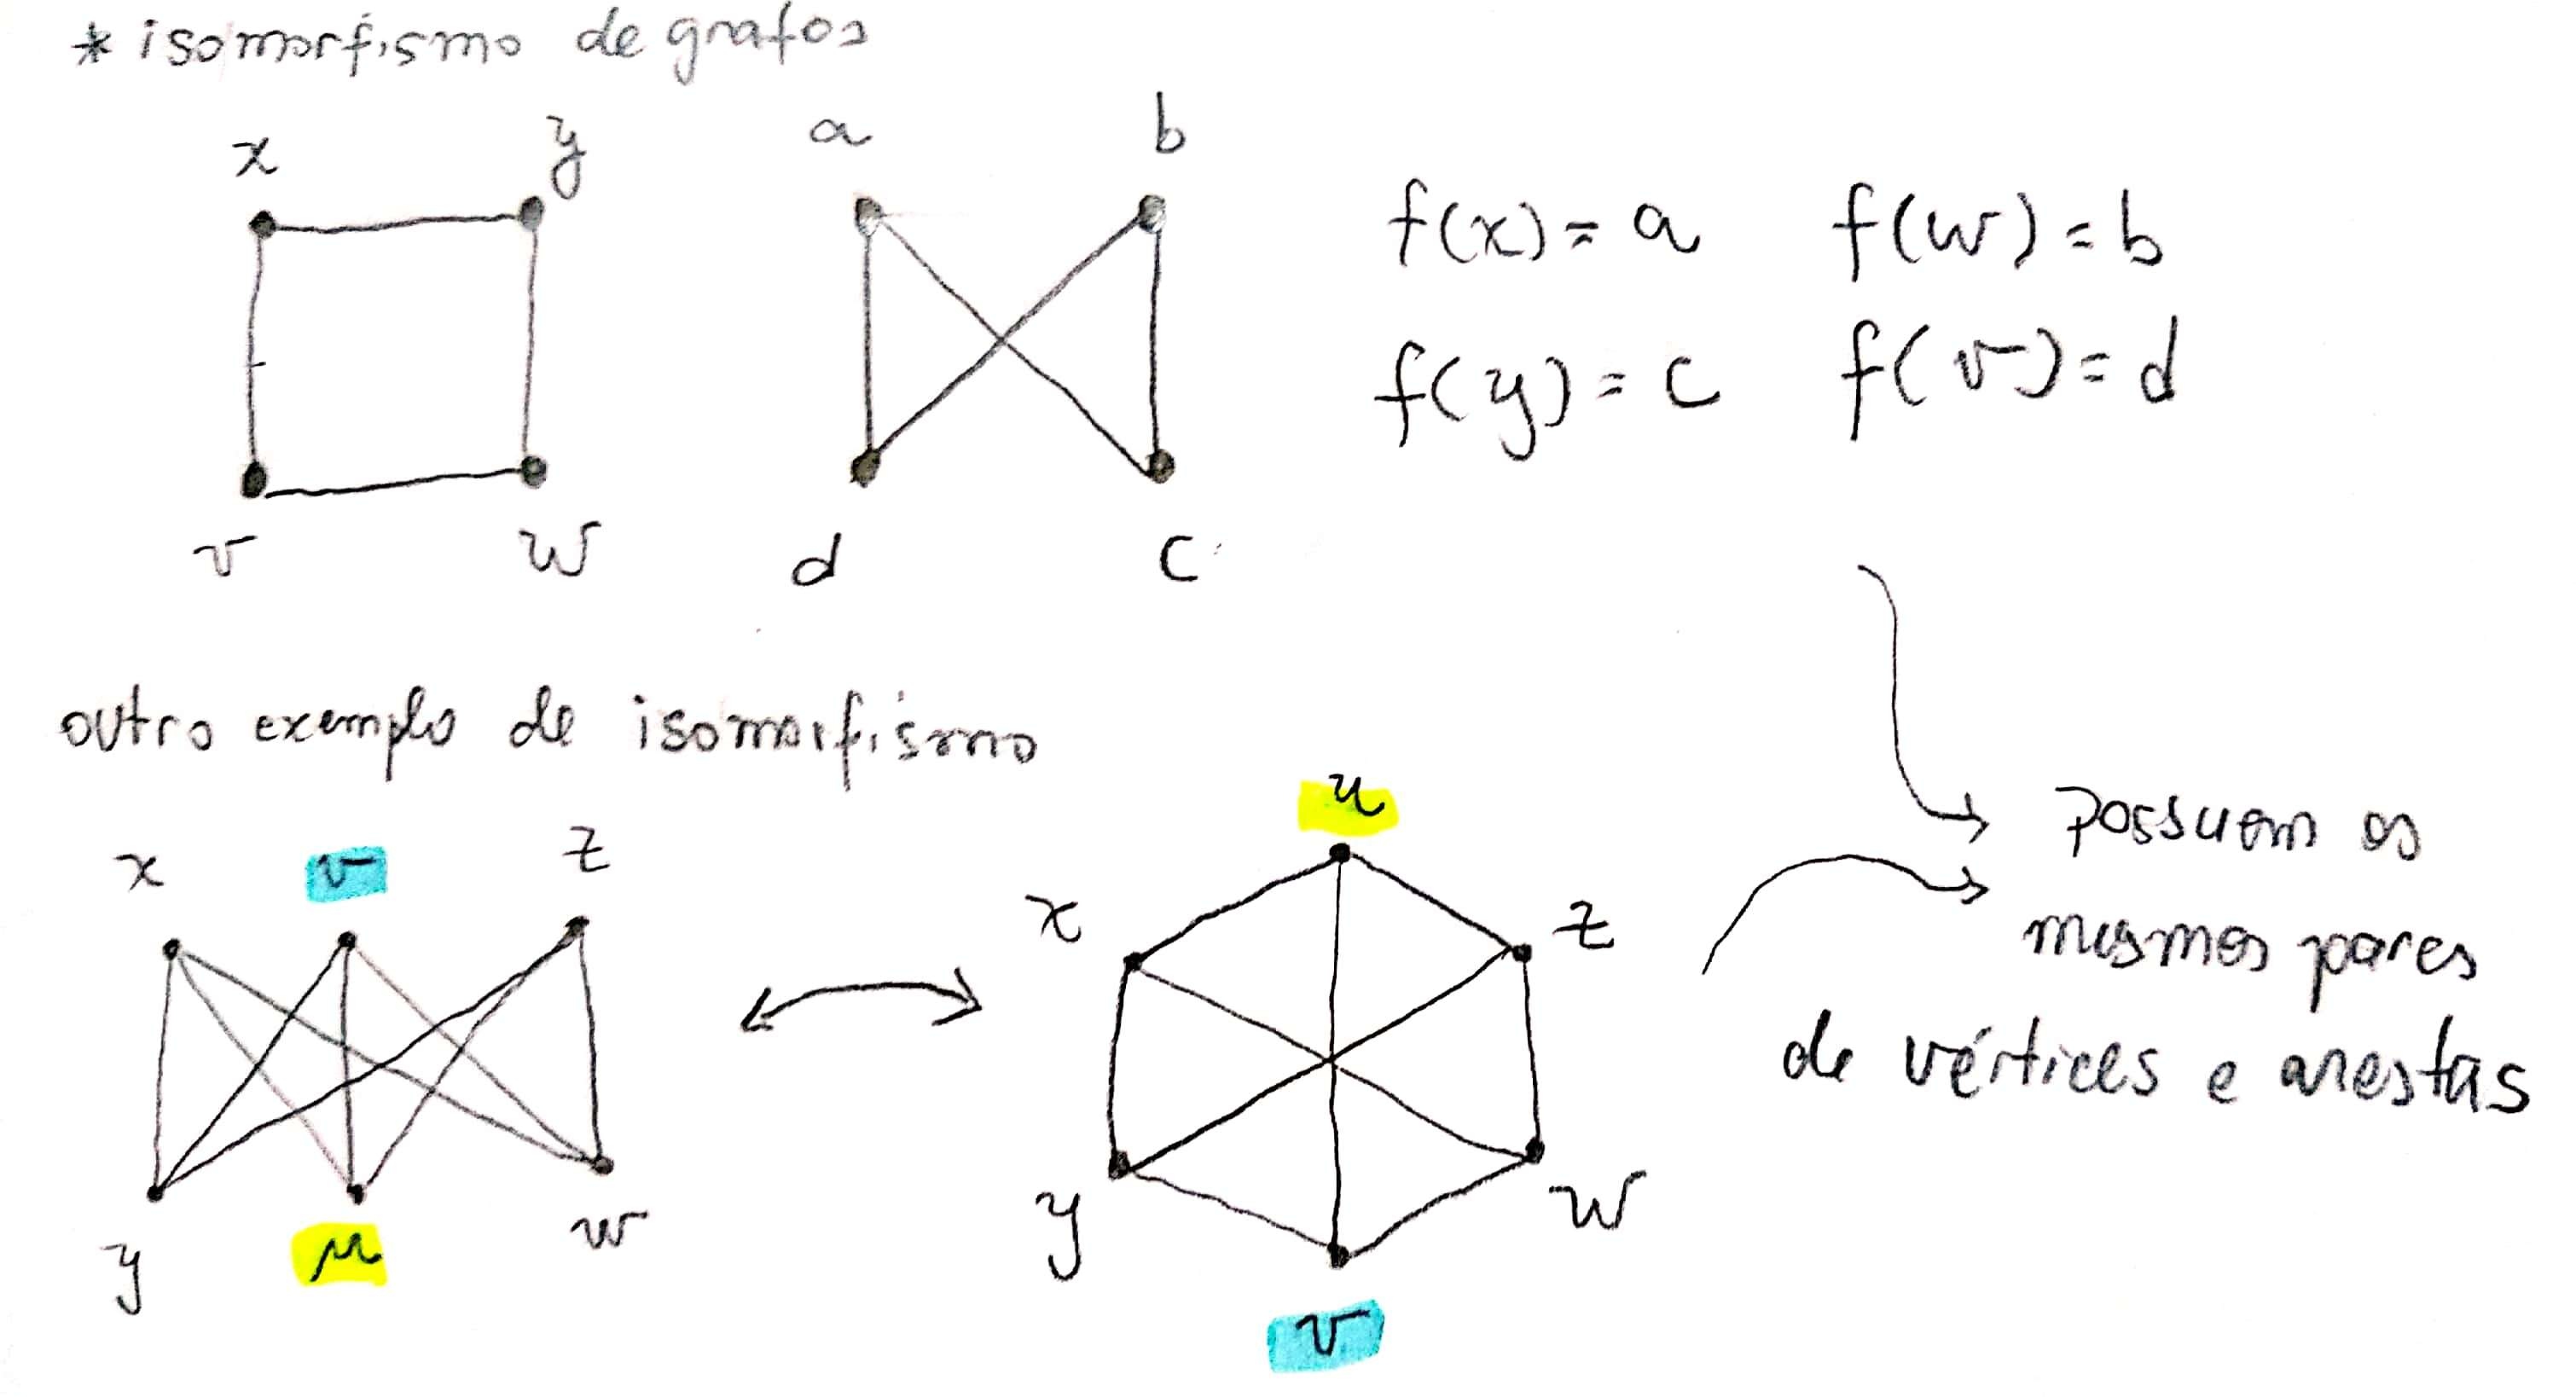 * isomorfismo de grafos
x y a b
f(x) = a f(w) = b
f(y) = c f(v) = d
v w d c
outro exemplo de isomorfismo
u
x v z
x z
possuem os
mesmos pares
de vértices e arestas
y u w
y w
v